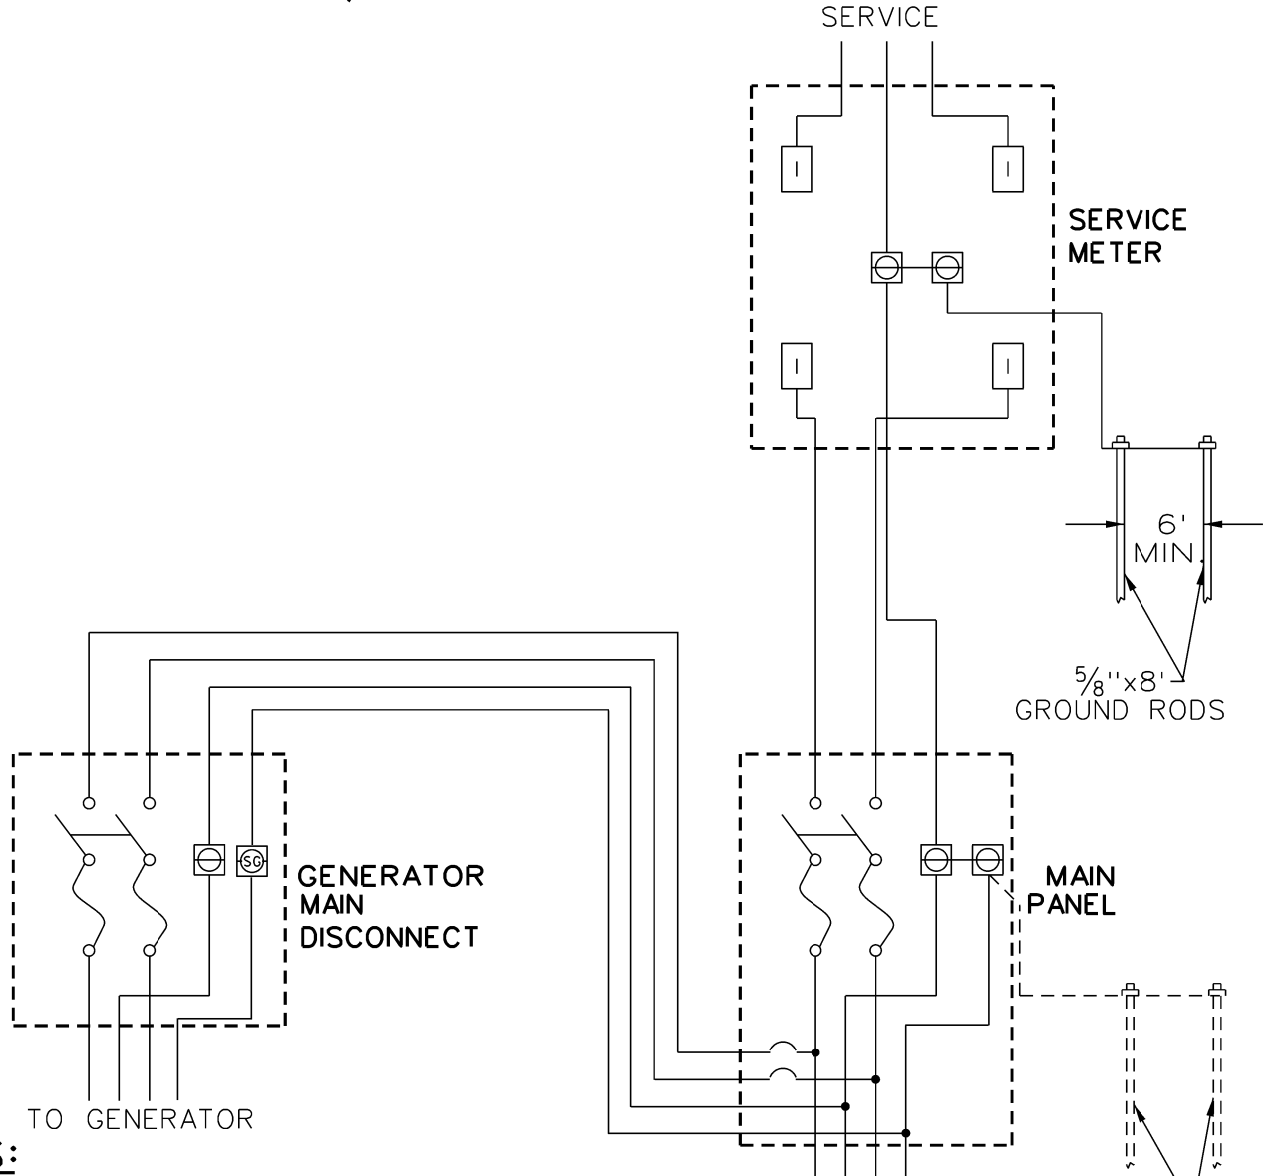 SERVICE
SERVICE
METER
6'
MIN.
5/8"x8'
GROUND RODS
SG
GENERATOR
MAIN
DISCONNECT
MAIN
PANEL
TO GENERATOR